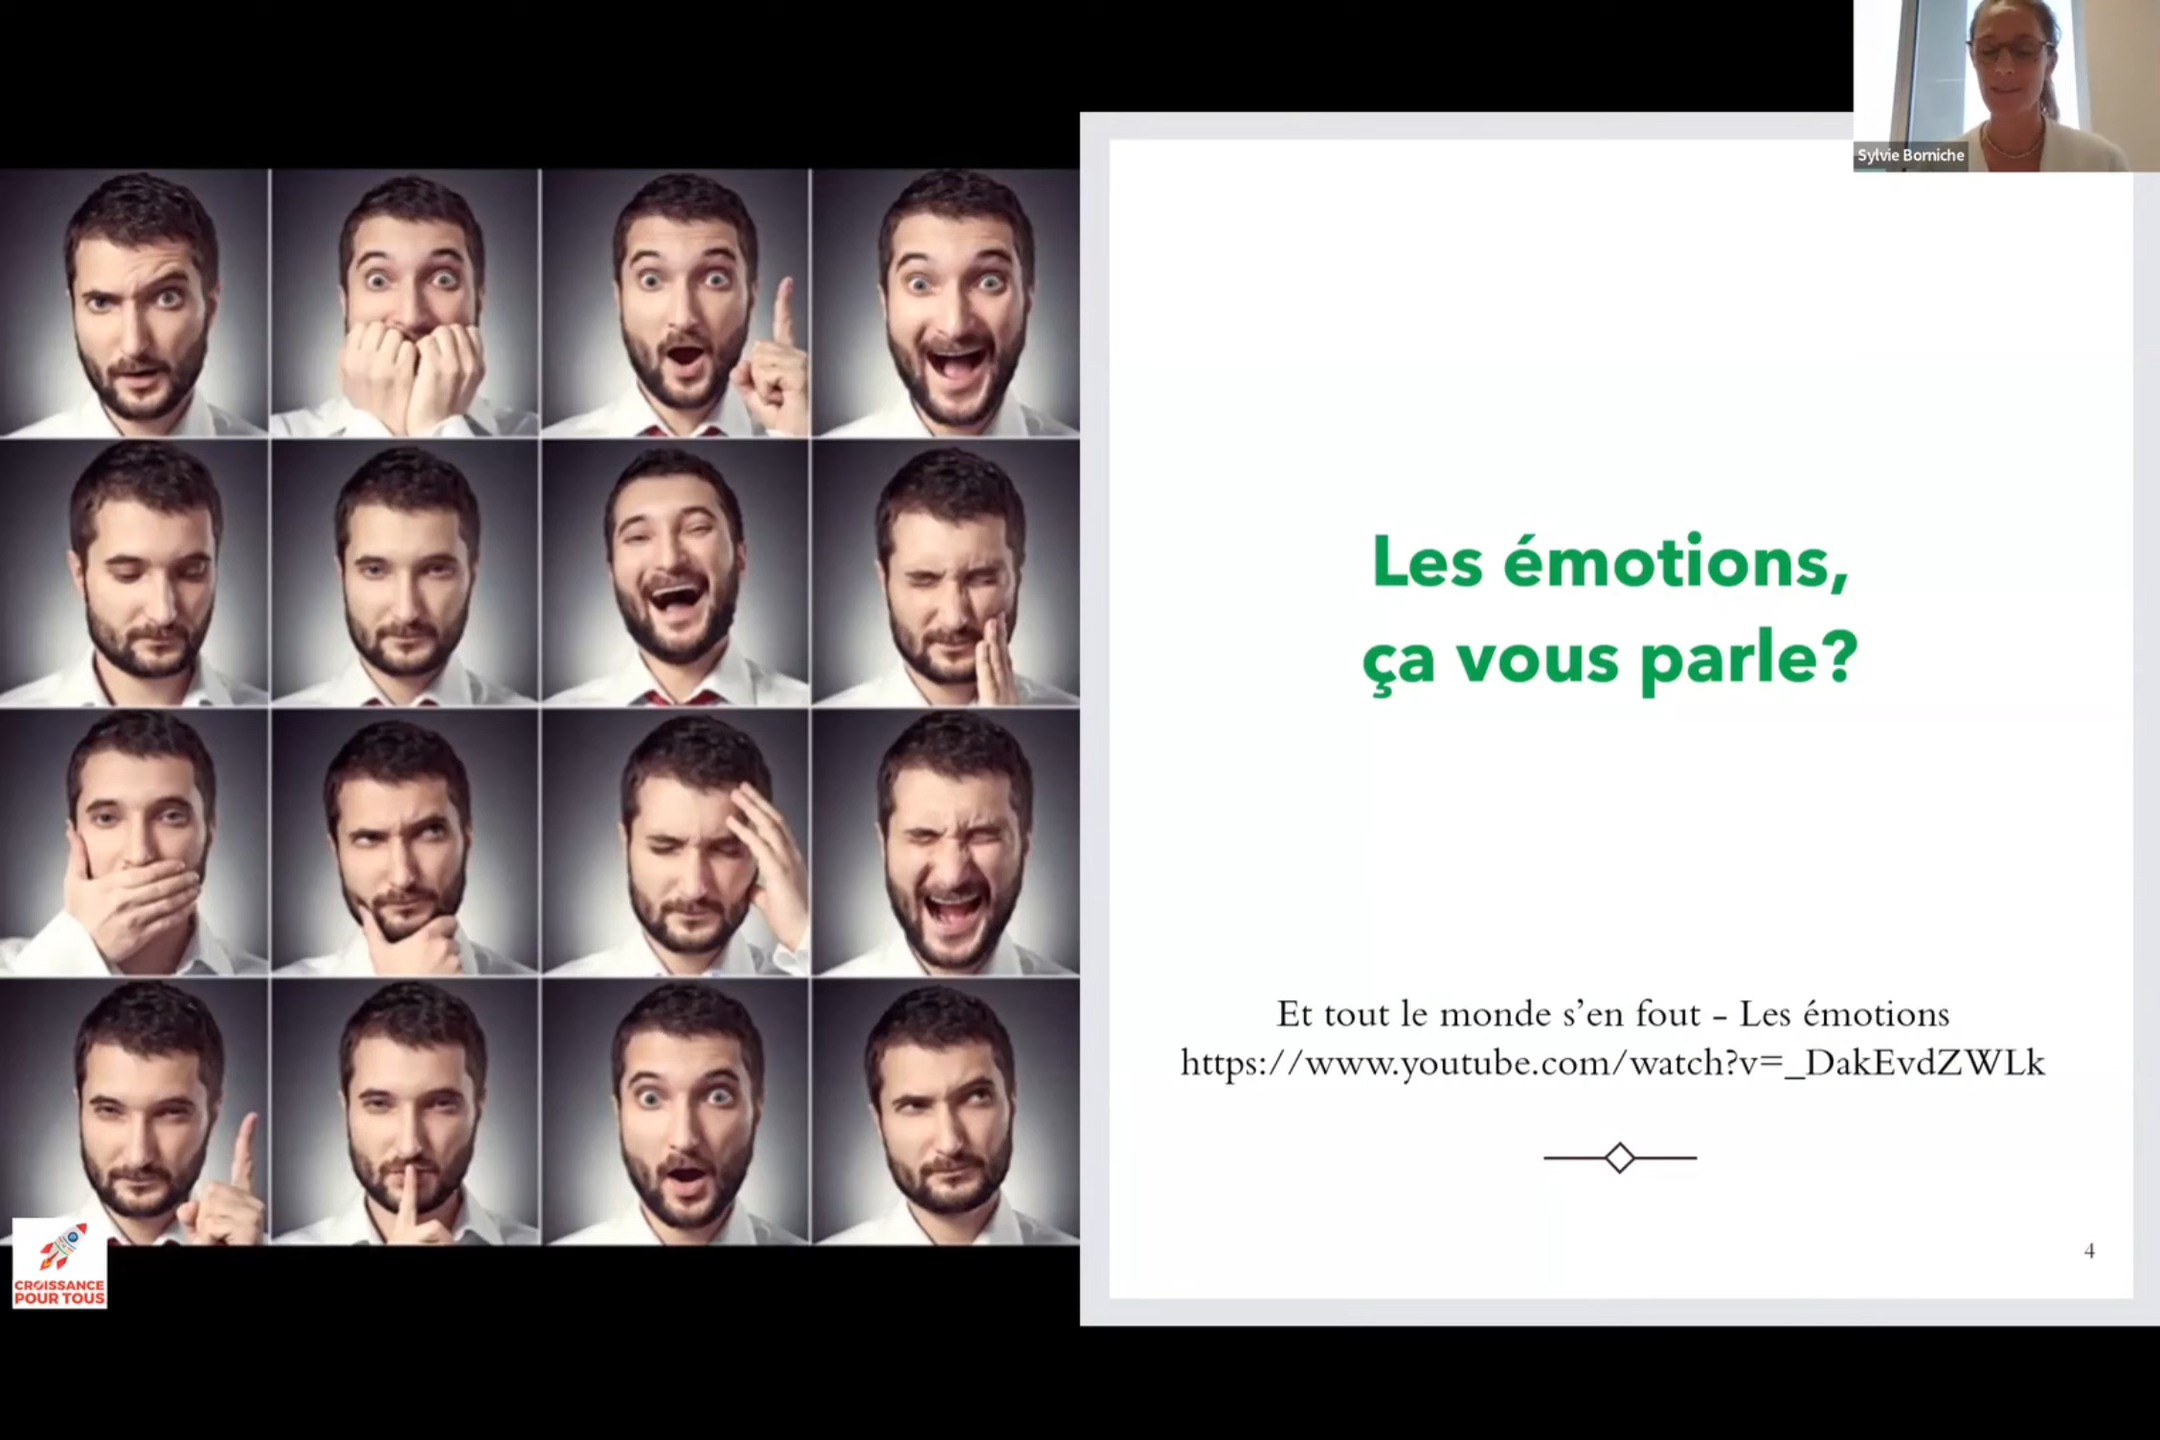 Sylvie Borniche
Les émotions,
ça vous parle?
Et tout le monde s’en fout – Les émotions
https://www.youtube.com/watch?v=_DakEvdZWLk
4
CROISSANCE
POUR TOUS